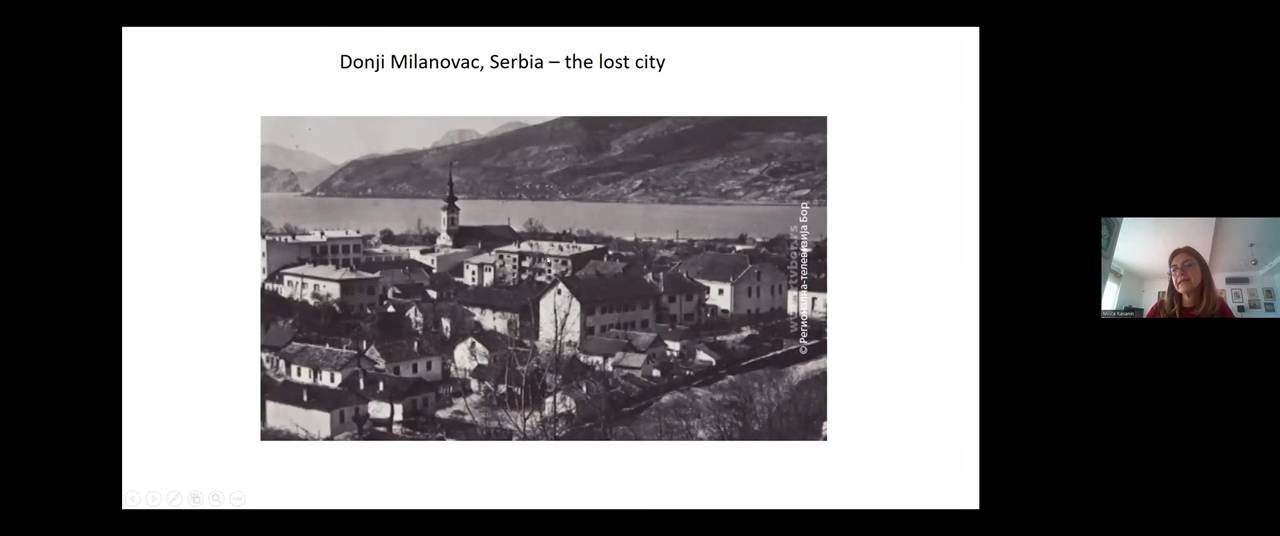 Donji Milanovac, Serbia – the lost city
© Регионална-телевизија Бор